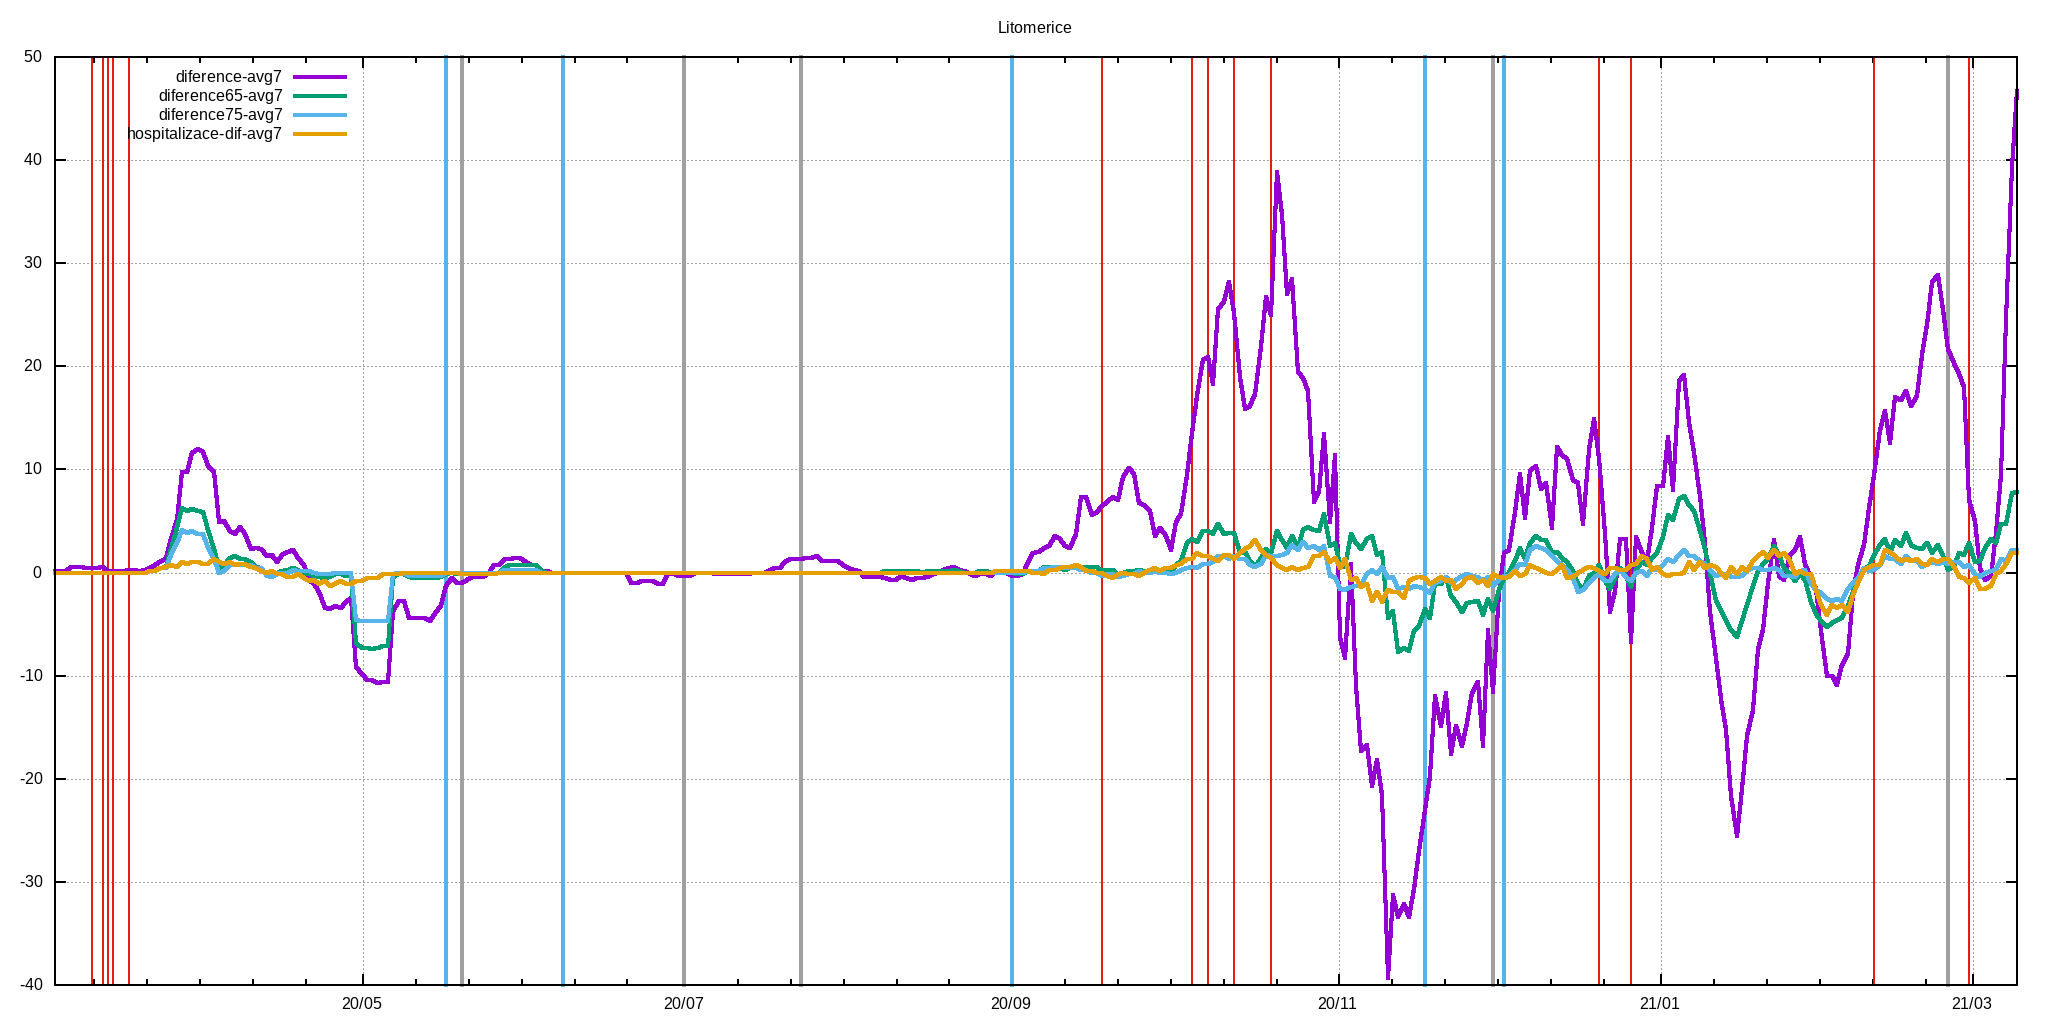 Litomerice
50
40
30
20
10
0
-10
-20
-30
-40
diference-avg7
diference65-avg7
diference75-avg7
hospitalizace-dif-avg7
20/05 20/07 20/09 20/11 21/01 21/03